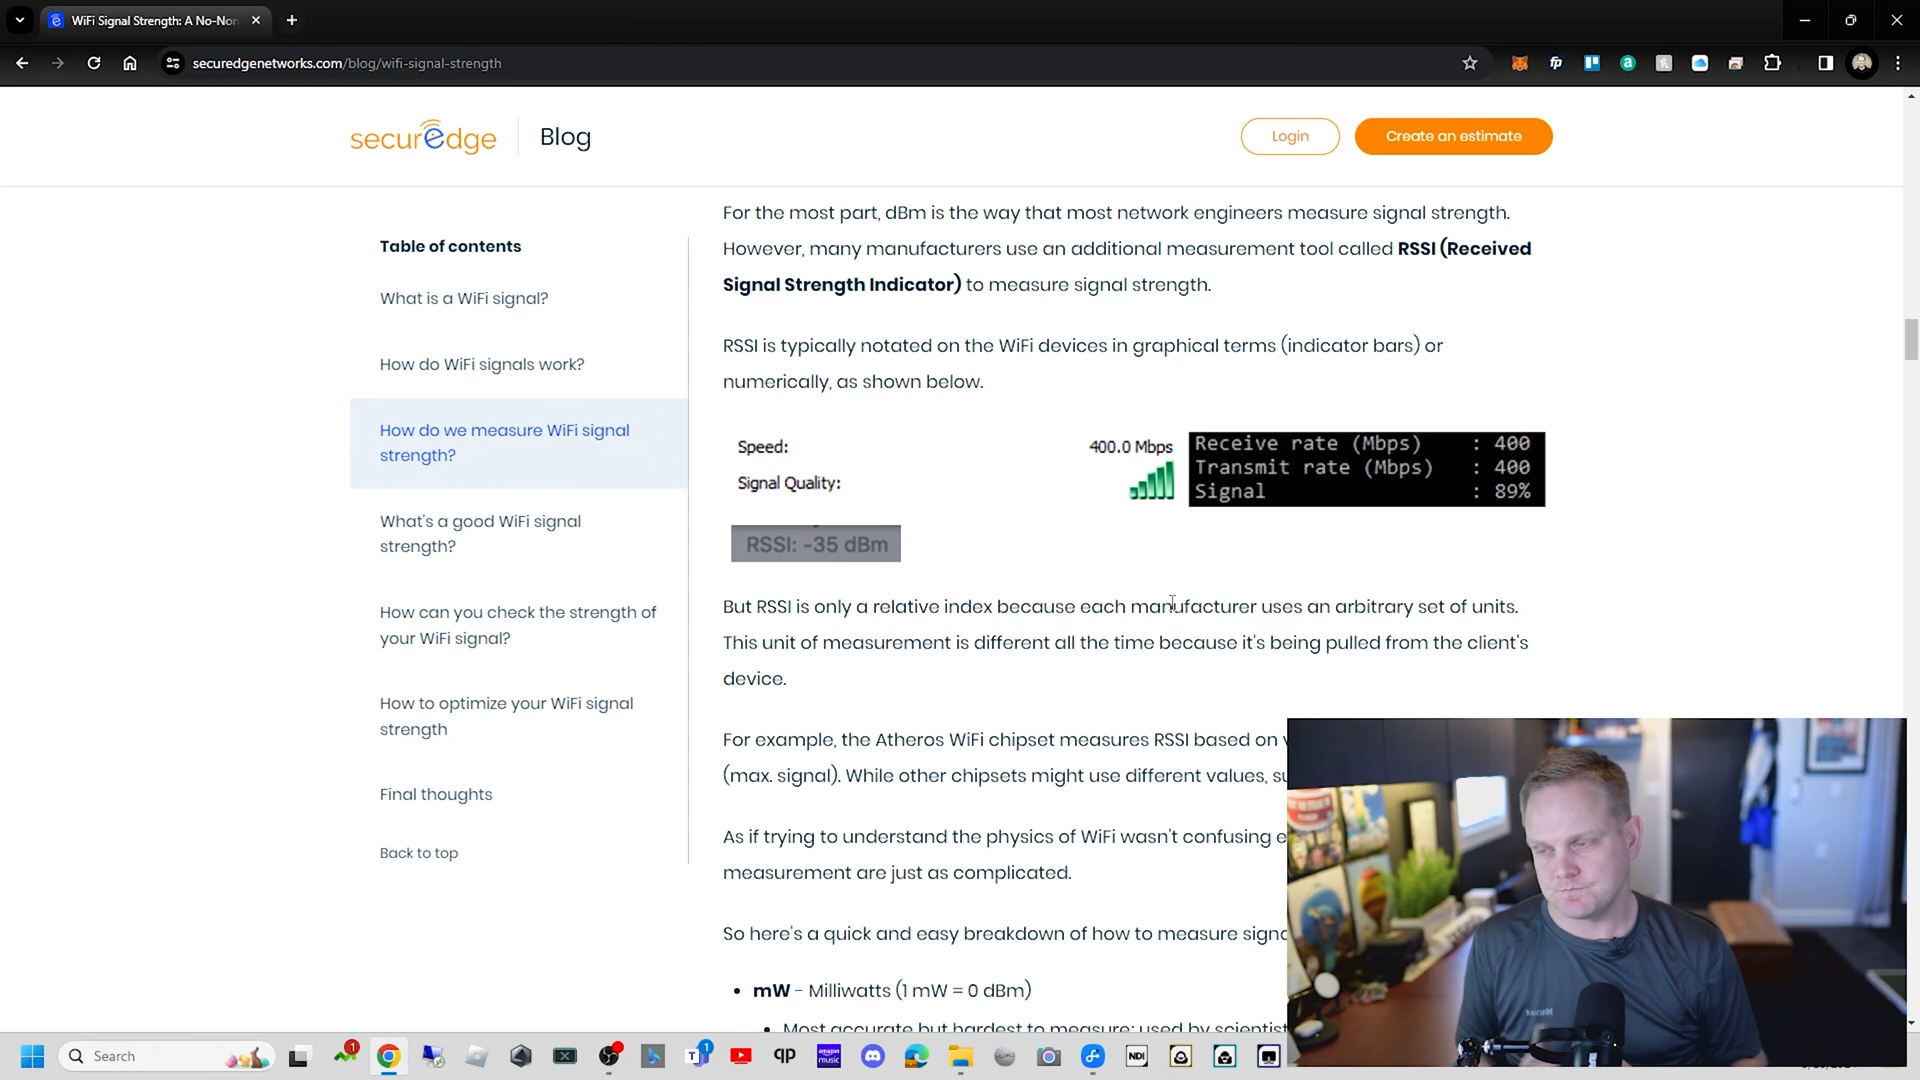 WiFi Signal Strength: A No-Non
securedgenetworks.com/blog/wifi-signal-strength
securedge
Blog
Login
Create an estimate
Table of contents
What is a WiFi signal?
How do WiFi signals work?
How do we measure WiFi signal
strength?
What's a good WiFi signal
strength?
How can you check the strength of
your WiFi signal?
How to optimize your WiFi signal
strength
Final thoughts
Back to top
For the most part, dBm is the way that most network engineers measure signal strength.
However, many manufacturers use an additional measurement tool called RSSI (Received
Signal Strength Indicator) to measure signal strength.
RSSI is typically notated on the WiFi devices in graphical terms (indicator bars) or
numerically, as shown below.
Speed: 400.0 Mbps
Signal Quality:
Receive rate (Mbps) : 400
Transmit rate (Mbps) : 400
Signal : 89%
RSSI: -35 dBm
But RSSI is only a relative index because each manufacturer uses an arbitrary set of units.
This unit of measurement is different all the time because it's being pulled from the client's
device.
For example, the Atheros WiFi chipset measures RSSI based on
(max. signal). While other chipsets might use different values,
As if trying to understand the physics of WiFi wasn't confusing
measurement are just as complicated.
So here's a quick and easy breakdown of how to measure
• mW - Milliwatts (1 mW = 0 dBm)
• Most accurate but hardest to measure; used by
Search
1
1
NDI